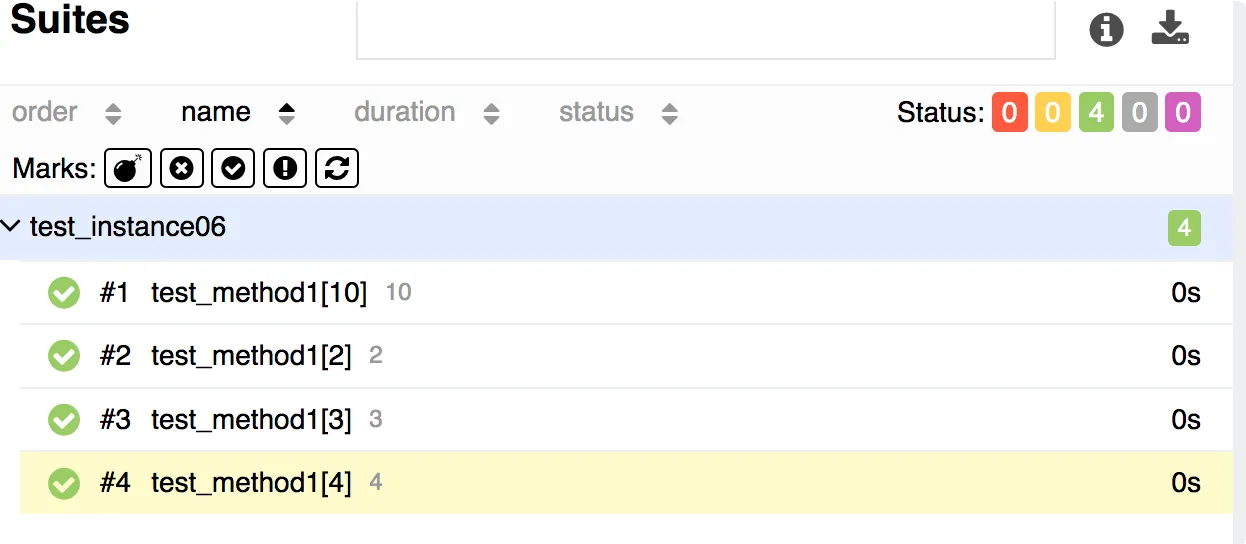 Suites
order name duration status Status: 0 0 4 0 0
Marks:
test_instance06 4
#1 test_method1[10] 10 0s
#2 test_method1[2] 2 0s
#3 test_method1[3] 3 0s
#4 test_method1[4] 4 0s